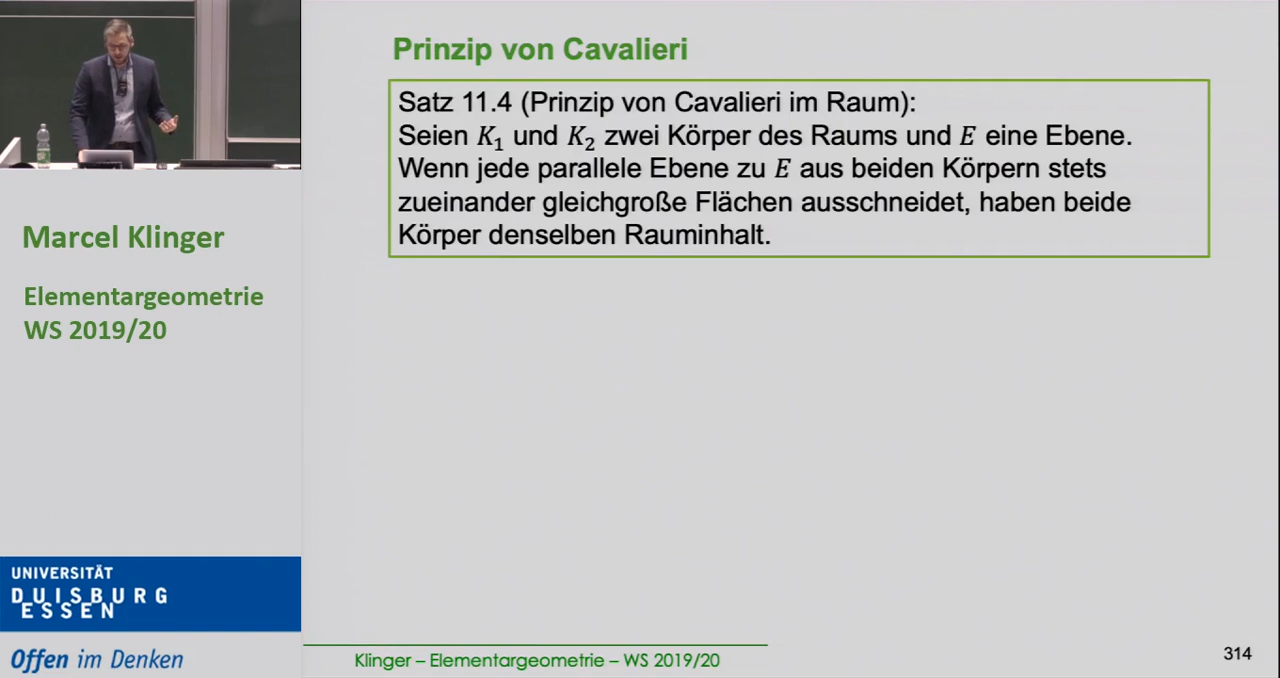 Prinzip von Cavalieri
Satz 11.4 (Prinzip von Cavalieri im Raum):
Seien K₁ und K₂ zwei Körper des Raums und E eine Ebene.
Wenn jede parallele Ebene zu E aus beiden Körpern stets
zueinander gleichgroße Flächen ausschneidet, haben beide
Körper denselben Rauminhalt.
Marcel Klinger
Elementargeometrie
WS 2019/20
UNIVERSITÄT
DUISBURG
ESSEN
Offen im Denken
Klinger – Elementargeometrie – WS 2019/20
314